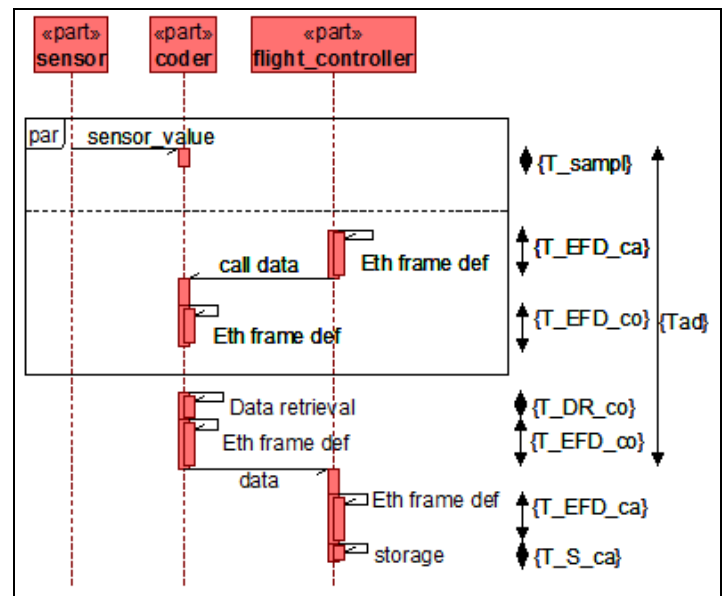 «part» «part» «part»
sensor coder flight_controller
par sensor_value
{T_sampl}
{T_EFD_ca}
call data Eth frame def
{T_EFD_co} {Tad}
Eth frame def
Data retrieval {T_DR_co}
Eth frame def {T_EFD_co}
data
Eth frame def {T_EFD_ca}
storage {T_S_ca}